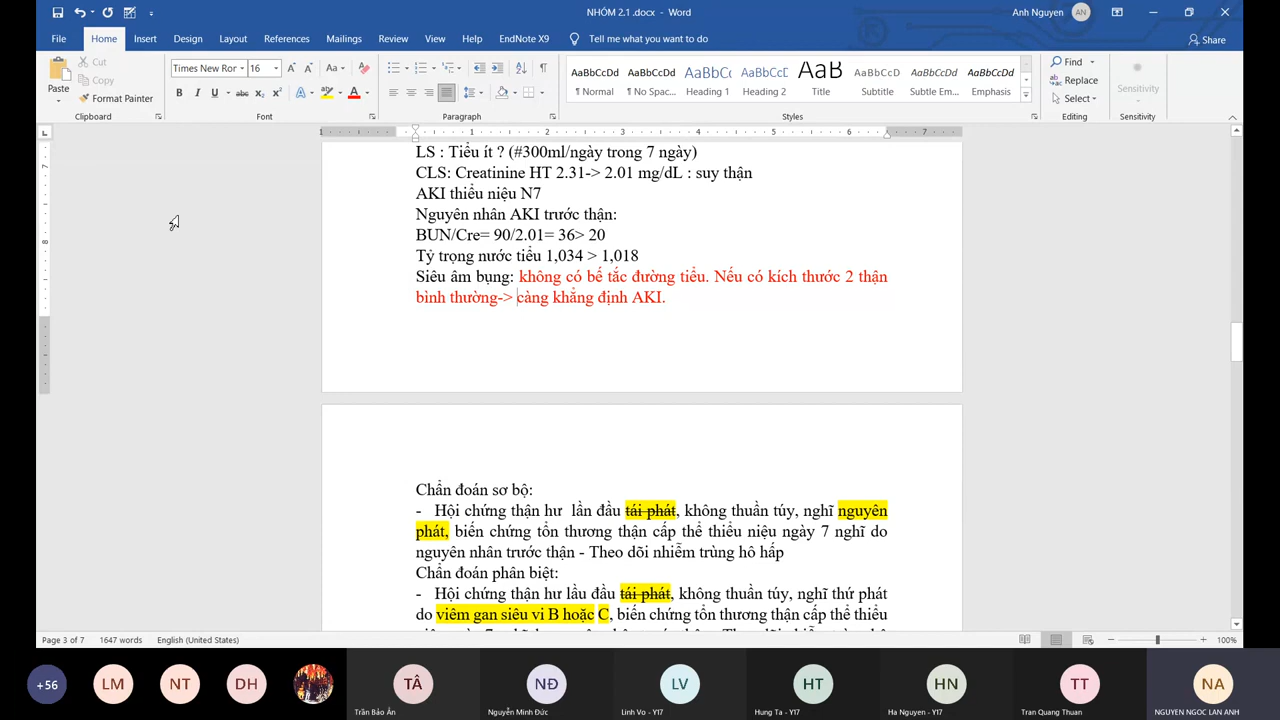 NHÓM 2.1 .docx - Word
Anh Nguyen
AN
File Home Insert Design Layout References Mailings Review View Help EndNote X9 Tell me what you want to do
Share
Paste
Cut
Copy
Format Painter
Clipboard
Times New Ror 16
Font
Paragraph
AaBbCcDd AaBbCcDd AaBbC( AaBbCcD AaB AaBbCcD AaBbCcDd AaBbCcDd
¶ Normal ¶ No Spac... Heading 1 Heading 2 Title Subtitle Subtle Em... Emphasis
Styles
Find
Replace
Select
Editing
Sensitivity
Sensitivity
LS : Tiểu ít ? (#300ml/ngày trong 7 ngày)
CLS: Creatinine HT 2.31-> 2.01 mg/dL : suy thận
AKI thiểu niệu N7
Nguyên nhân AKI trước thận:
BUN/Cre= 90/2.01= 36> 20
Tỷ trọng nước tiểu 1,034 > 1,018
Siêu âm bụng: không có bế tắc đường tiểu. Nếu có kích thước 2 thận
bình thường-> càng khẳng định AKI.
Chẩn đoán sơ bộ:
- Hội chứng thận hư lần đầu tái phát, không thuần túy, nghĩ nguyên
phát, biến chứng tổn thương thận cấp thể thiểu niệu ngày 7 nghĩ do
nguyên nhân trước thận - Theo dõi nhiễm trùng hô hấp
Chẩn đoán phân biệt:
- Hội chứng thận hư lầu đầu tái phát, không thuần túy, nghĩ thứ phát
do viêm gan siêu vi B hoặc C, biến chứng tổn thương thận cấp thể thiểu
Page 3 of 7 1647 words English (United States) 100%
+56 LM NT DH TÂ NĐ LV HT HN TT NA
Trần Bảo Ân Nguyễn Minh Đức Linh Vo - Y17 Hung Ta - Y17 Ha Nguyen - Y17 Tran Quang Thuan NGUYEN NGOC LAN ANH